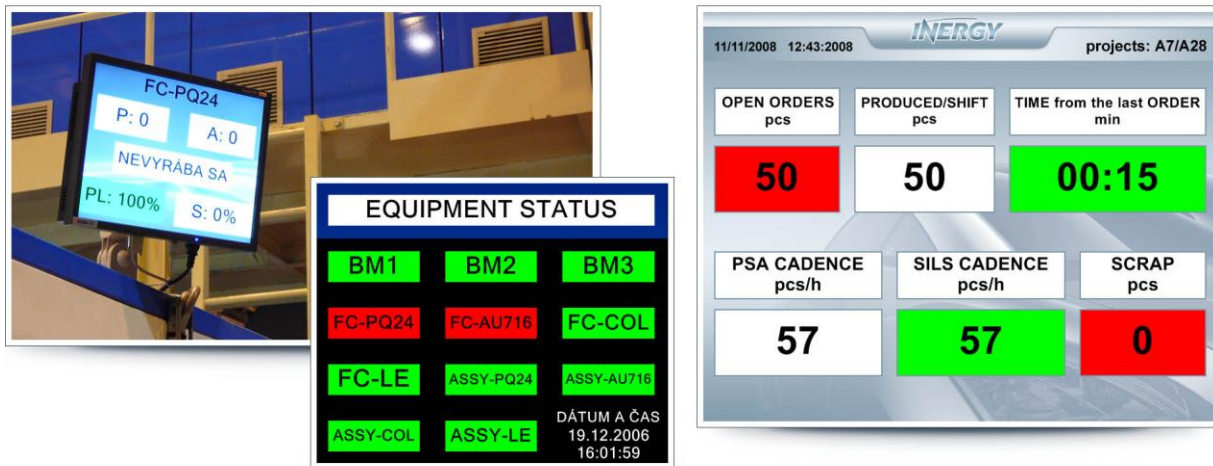 FC-PQ24
P: 0
A: 0
NEVYRÁBA SA
PL: 100%
S: 0%
EQUIPMENT STATUS
BM1 BM2 BM3
FC-PQ24 FC-AU716 FC-COL
FC-LE ASSY-PQ24 ASSY-AU716
ASSY-COL ASSY-LE
DÁTUM A ČAS
19.12.2006
16:01:59
INERGY
11/11/2008 12:43:2008
projects: A7/A28
OPEN ORDERS
pcs
50
PRODUCED/SHIFT
pcs
50
TIME from the last ORDER
min
00:15
PSA CADENCE
pcs/h
57
SILS CADENCE
pcs/h
57
SCRAP
pcs
0